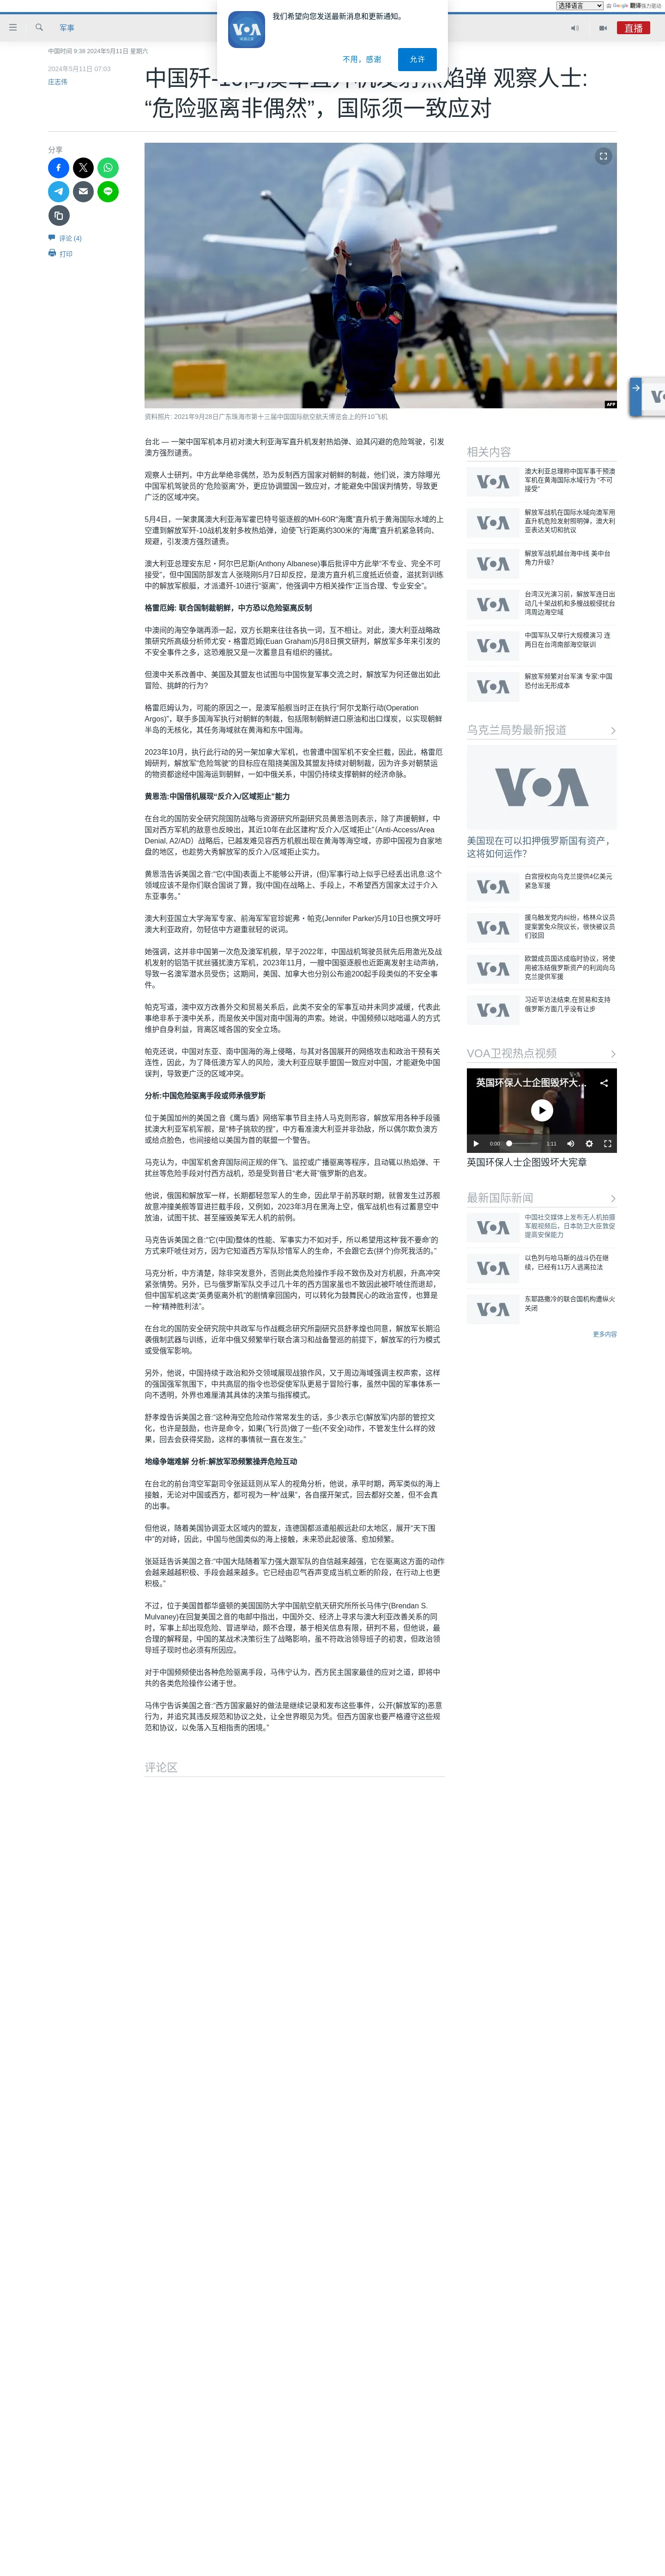 选择语言 由 Google 翻译强力驱动
我们希望向您发送最新消息和更新通知。
不用，感谢
允许
军事
直播
中国时间 9:38 2024年5月11日 星期六
2024年5月11日 07:03
庄志伟
“危险驱离非偶然”，国际须一致应对
分享
评论 (4)
打印
AFP
资料照片: 2021年9月28日广东珠海市第十三届中国国际航空航天博览会上的歼10飞机
台北 — 一架中国军机本月初对澳大利亚海军直升机发射热焰弹、迫其闪避的危险驾驶，引发
澳方强烈谴责。
观察人士研判，中方此举绝非偶然，恐为反制西方国家对朝鲜的制裁，他们说，澳方除曝光
中国军机驾驶员的“危险驱离”外，更应协调盟国一致应对，才能避免中国误判情势，导致更
广泛的区域冲突。
5月4日，一架隶属澳大利亚海军霍巴特号驱逐舰的MH-60R“海鹰”直升机于黄海国际水域的上
空遭到解放军歼-10战机发射多枚热焰弹，迫使飞行距离约300米的“海鹰”直升机紧急转向、
规避，引发澳方强烈谴责。
澳大利亚总理安东尼・阿尔巴尼斯(Anthony Albanese)事后批评中方此举“不专业、完全不可
接受”，但中国国防部发言人张晓刚5月7日却反控，是澳方直升机三度抵近侦查，滋扰到训练
中的解放军舰艇，才派遣歼-10进行“驱离”，他强调中方相关操作“正当合理、专业安全”。
格雷厄姆: 联合国制裁朝鲜，中方恐以危险驱离反制
中澳间的海空争端再添一起，双方长期来往往各执一词，互不相让。对此，澳大利亚战略政
策研究所高级分析师尤安・格雷厄姆(Euan Graham)5月8日撰文研判，解放军多年来引发的
不安全事件之多，这恐难脱又是一次蓄意且有组织的骚扰。
但澳中关系改善中、美国及其盟友也试图与中国恢复军事交流之时，解放军为何还做出如此
冒险、挑衅的行为?
格雷厄姆认为，可能的原因之一，是澳军船舰当时正在执行“阿尔戈斯行动(Operation
Argos)”，联手多国海军执行对朝鲜的制裁，包括限制朝鲜进口原油和出口煤炭，以实现朝鲜
半岛的无核化，其任务海域就在黄海和东中国海。
2023年10月，执行此行动的另一架加拿大军机，也曾遭中国军机不安全拦截，因此，格雷厄
姆研判，解放军“危险驾驶”的目标应在阻挠美国及其盟友持续对朝制裁，因为许多对朝禁运
的物资都途经中国海运到朝鲜，一如中俄关系，中国仍持续支撑朝鲜的经济命脉。
黄恩浩:中国借机展现“反介入/区域拒止”能力
在台北的国防安全研究院国防战略与资源研究所副研究员黄恩浩则表示，除了声援朝鲜，中
国对西方军机的敌意也反映出，其近10年在此区建构“反介入/区域拒止”（Anti-Access/Area
Denial, A2/AD）战略后，已越发难见容西方机舰出现在黄海等海空域，亦即中国视为自家地
盘的地区，也趁势大秀解放军的反介入/区域拒止实力。
黄恩浩告诉美国之音:“它(中国)表面上不能够公开讲，(但)军事行动上似乎已经丢出讯息:这个
领域应该不是你们联合国说了算，我(中国)在战略上、手段上，不希望西方国家太过于介入
东亚事务。”
澳大利亚国立大学海军专家、前海军军官珍妮弗・帕克(Jennifer Parker)5月10日也撰文呼吁
澳大利亚政府，勿轻信中方避重就轻的说词。
她强调，这并非中国第一次危及澳军机舰，早于2022年，中国战机驾驶员就先后用激光及战
机发射的铝箔干扰丝骚扰澳方军机，2023年11月，一艘中国驱逐舰也近距离发射主动声纳，
导致一名澳军潜水员受伤；这期间，美国、加拿大也分别公布逾200起手段类似的不安全事
件。
帕克写道，澳中双方改善外交和贸易关系后，此类不安全的军事互动并未同步减缓，代表此
事绝非系于澳中关系，而是攸关中国对南中国海的声索。她说，中国频频以咄咄逼人的方式
维护自身利益，背离区域各国的安全立场。
帕克还说，中国对东亚、南中国海的海上侵略，与其对各国展开的网络攻击和政治干预有关
连性，因此，为了降低澳方军人的风险，澳大利亚应联手盟国一致应对中国，才能避免中国
误判，导致更广泛的区域冲突。
分析:中国危险驱离手段或师承俄罗斯
位于美国加州的美国之音《鹰与盾》网络军事节目主持人马克则形容，解放军用各种手段骚
扰澳大利亚军机军舰，是“柿子挑软的捏”，中方看准澳大利亚并非劲敌，所以偶尔欺负澳方
或给点脸色，也间接给以美国为首的联盟一个警告。
马克认为，中国军机舍弃国际间正规的伴飞、监控或广播驱离等程序，且动辄以热焰弹、干
扰丝等危险手段对付西方战机，恐是受到昔日“老大哥”俄罗斯的启发。
他说，俄国和解放军一样，长期都轻忽军人的生命，因此早于前苏联时期，就曾发生过苏舰
故意冲撞美舰等冒进拦截手段，又例如，2023年3月在黑海上空，俄军战机也有过蓄意空中
放油，试图干扰、甚至摧毁美军无人机的前例。
马克告诉美国之音:“它(中国)整体的性能、军事实力不如对手，所以希望用这种‘我不要命’的
方式来吓唬住对方，因为它知道西方军队珍惜军人的生命，不会跟它去(拼个)你死我活的。”
马克分析，中方清楚，除非突发意外，否则此类危险操作手段不致伤及对方机舰，升高冲突
紧张情势。另外，已与俄罗斯军队交手过几十年的西方国家虽也不致因此被吓唬住而退却，
但中国军机这类“英勇驱离外机”的剧情拿回国内，可以转化为鼓舞民心的政治宣传，也算是
一种“精神胜利法”。
在台北的国防安全研究院中共政军与作战概念研究所副研究员舒孝煌也同意，解放军长期沿
袭俄制武器与训练，近年中俄又频繁举行联合演习和战备警巡的前提下，解放军的行为模式
或受俄军影响。
另外，他说，中国持续于政治和外交领域展现战狼作风，又于周边海域强调主权声索，这样
的强国强军氛围下，中共高层的指令也恐促使军队更易于冒险行事，虽然中国的军事体系一
向不透明，外界也难厘清其具体的决策与指挥模式。
舒孝煌告诉美国之音:“这种海空危险动作常常发生的话，多少表示它(解放军)内部的管控文
化，也许是鼓励，也许是命令，如果(飞行员)做了一些(不安全)动作，不管发生什么样的效
果，回去会获得奖励，这样的事情就一直在发生。”
地缘争端难解 分析:解放军恐频繁操弄危险互动
在台北的前台湾空军副司令张延廷则从军人的视角分析，他说，承平时期，两军类似的海上
接触，无论对中国或西方，都可视为一种“战果”，各自摆开架式，回去都好交差，但不会真
的出事。
但他说，随着美国协调亚太区域内的盟友，连德国都派遣船舰远赴印太地区，展开“天下围
中”的对峙，因此，中国与他国类似的海上接触，未来恐此起彼落、愈加频繁。
张延廷告诉美国之音:“中国大陆随着军力强大跟军队的自信越来越强，它在驱离这方面的动作
会越来越越积极、手段会越来越多。它已经由忍气吞声变成当机立断的阶段，在行动上也更
积极。”
不过，位于美国首都华盛顿的美国国防大学中国航空航天研究所所长马伟宁(Brendan S.
Mulvaney)在回复美国之音的电邮中指出，中国外交、经济上寻求与澳大利亚改善关系的同
时，军事上却出现危险、冒进举动，颇不合理，基于相关信息有限，研判不易，但他说，最
合理的解释是，中国的某战术决策衍生了战略影响，虽不符政治领导班子的初衷，但政治领
导班子现时也必须有所因应。
对于中国频频使出各种危险驱离手段，马伟宁认为，西方民主国家最佳的应对之道，即将中
共的各类危险操作公诸于世。
马伟宁告诉美国之音:“西方国家最好的做法是继续记录和发布这些事件，公开(解放军的)恶意
行为，并追究其违反规范和协议之处，让全世界眼见为凭。但西方国家也要严格遵守这些规
范和协议，以免落入互相指责的困境。”
评论区
相关内容
澳大利亚总理称中国军事干预澳
军机在黄海国际水域行为 “不可
接受”
解放军战机在国际水域向澳军用
直升机危险发射照明弹，澳大利
亚表达关切和抗议
解放军战机越台海中线 美中台
角力升级？
台湾汉光演习前，解放军连日出
动几十架战机和多艘战舰侵扰台
湾周边海空域
中国军队又举行大规模演习 连
两日在台湾南部海空联训
解放军频繁对台军演 专家:中国
恐付出无形成本
乌克兰局势最新报道
VOA
美国现在可以扣押俄罗斯国有资产，
这将如何运作？
白宫授权向乌克兰提供4亿美元
紧急军援
援乌触发党内纠纷，格林众议员
提案罢免众院议长，很快被议员
们驳回
欧盟成员国达成临时协议，将使
用被冻结俄罗斯资产的利润向乌
克兰提供军援
习近平访法结束,在贸易和支持
俄罗斯方面几乎没有让步
VOA卫视热点视频
英国环保人士企图毁坏大...
0:00
1:11
英国环保人士企图毁坏大宪章
最新国际新闻
中国社交媒体上发布无人机拍摄
军舰视频后，日本防卫大臣敦促
提高安保能力
以色列与哈马斯的战斗仍在继
续，已经有11万人逃离拉法
东耶路撒冷的联合国机构遭纵火
关闭
更多内容